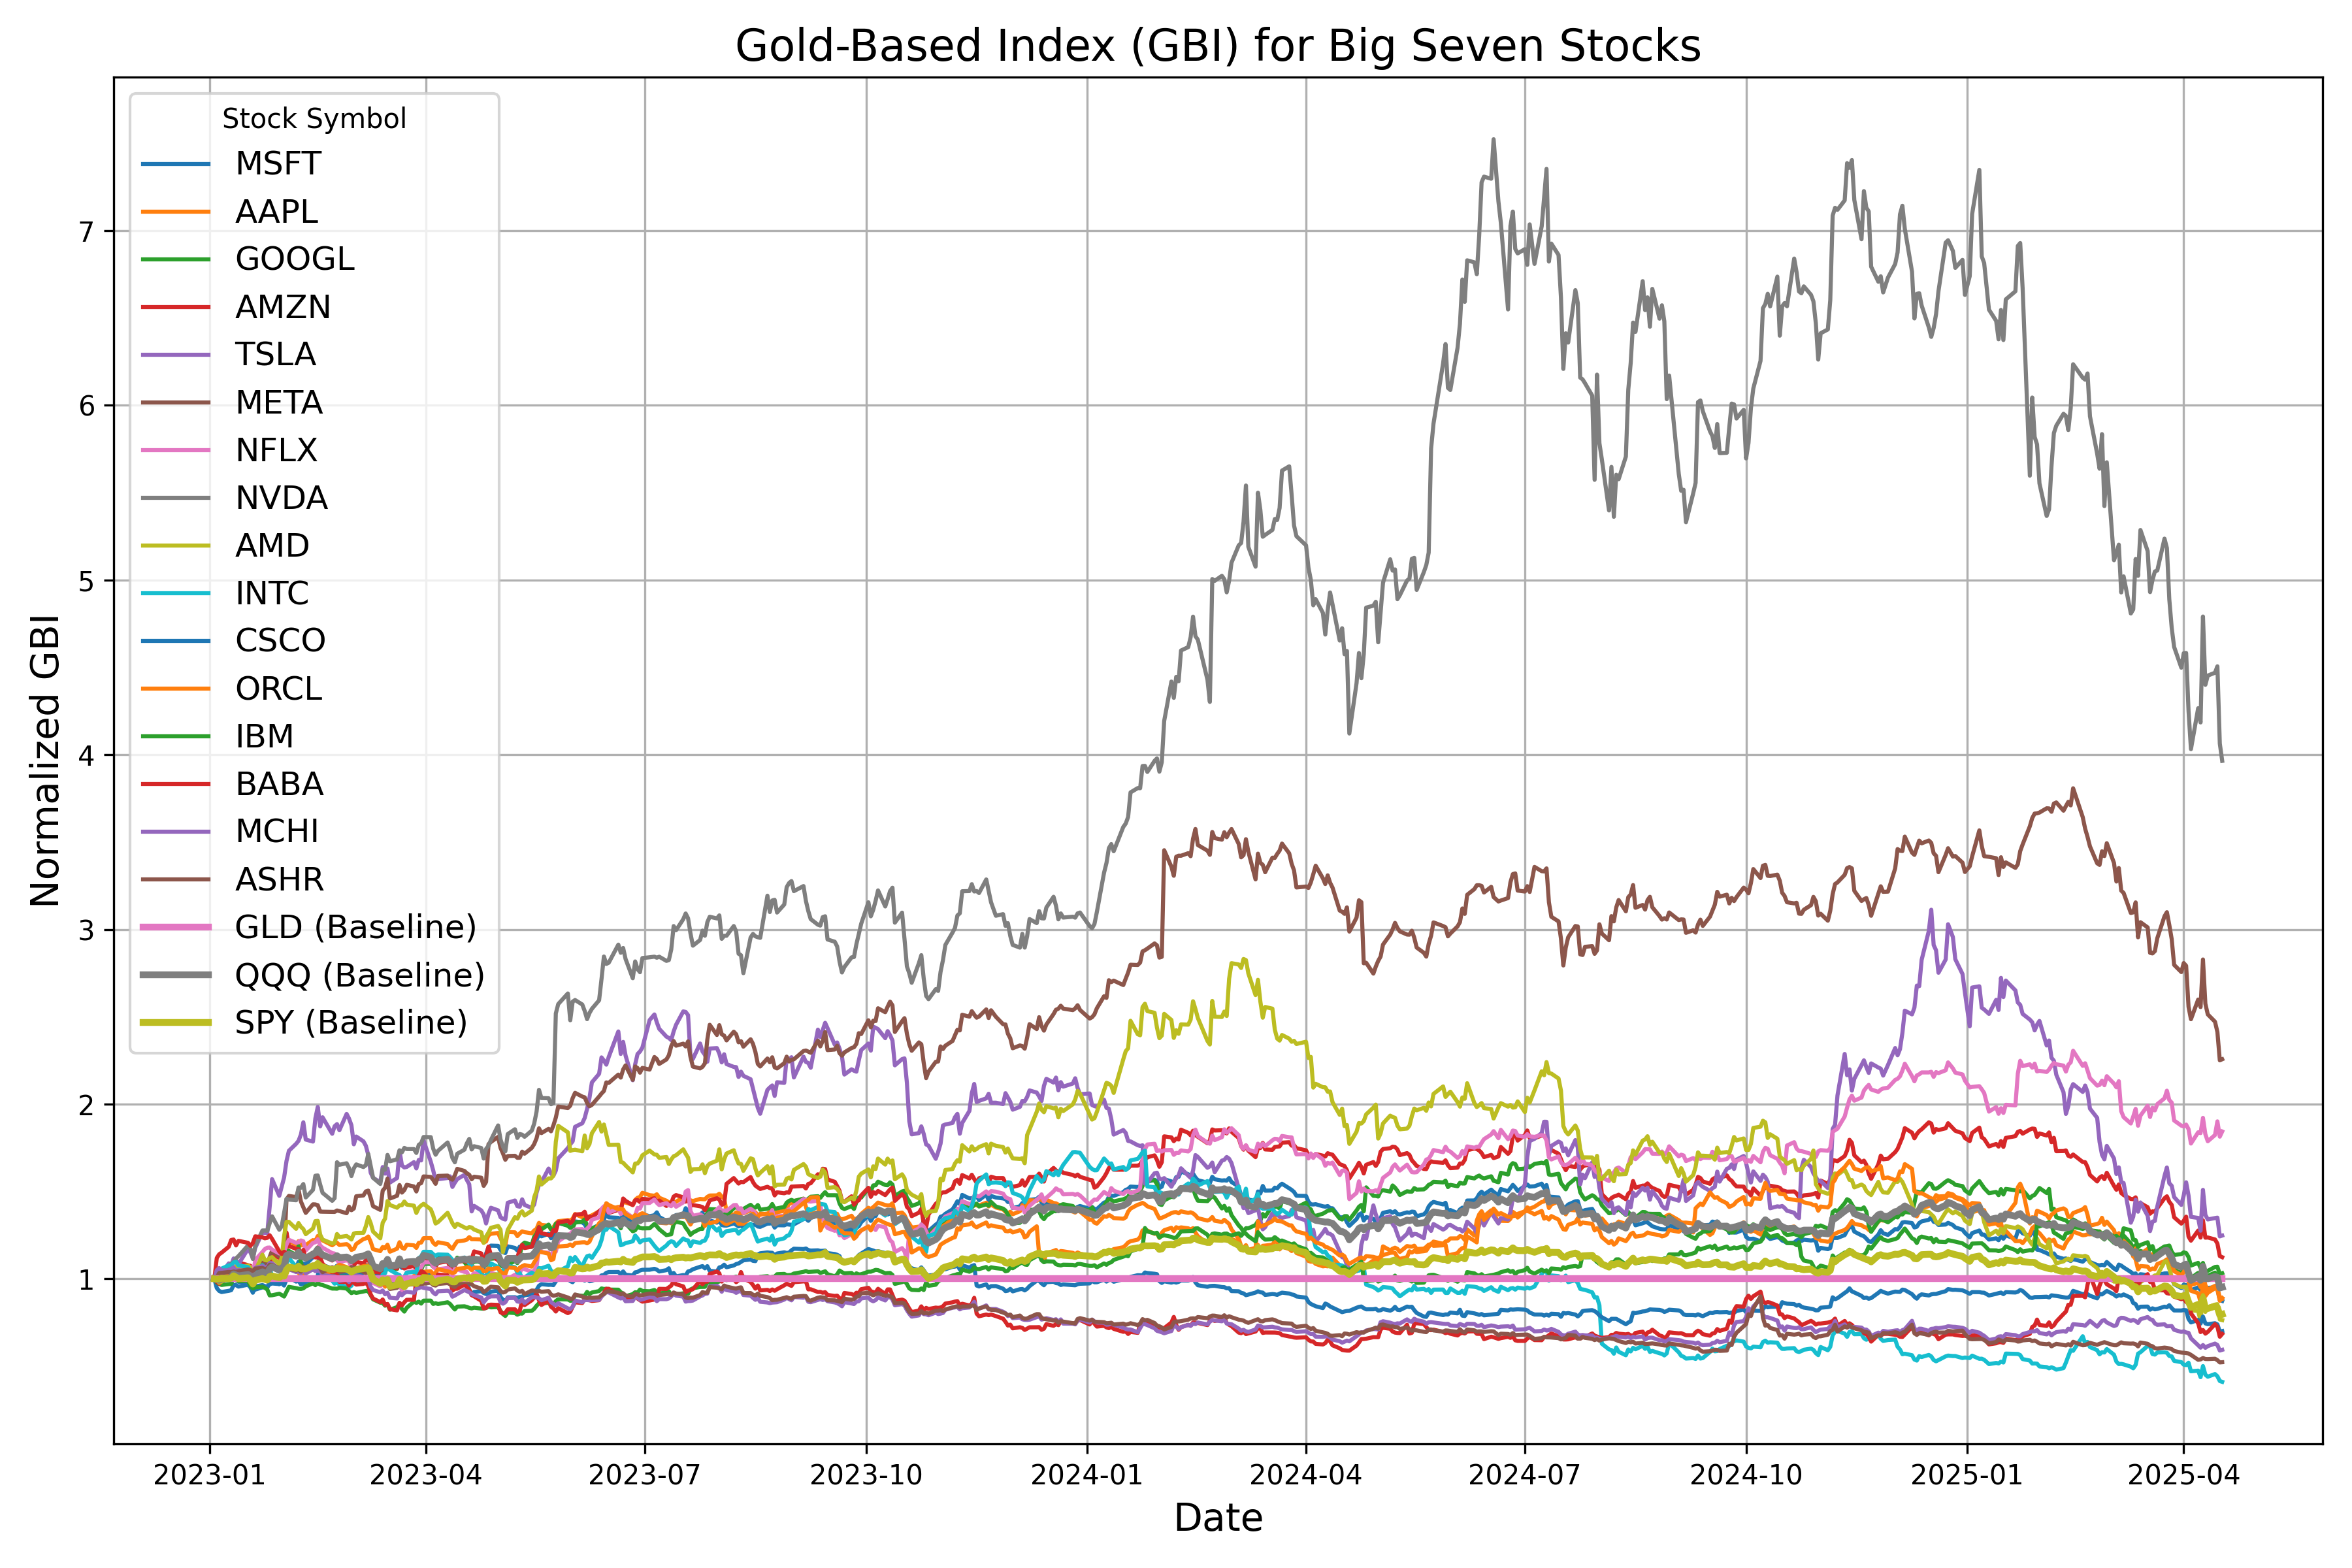 Gold-Based Index (GBI) for Big Seven Stocks
Stock Symbol
MSFT
AAPL
GOOGL
AMZN
TSLA
META
NFLX
NVDA
AMD
INTC
CSCO
ORCL
IBM
BABA
MCHI
ASHR
GLD (Baseline)
QQQ (Baseline)
SPY (Baseline)
Normalized GBI
7
6
5
4
3
2
1
2023-01 2023-04 2023-07 2023-10 2024-01 2024-04 2024-07 2024-10 2025-01 2025-04
Date